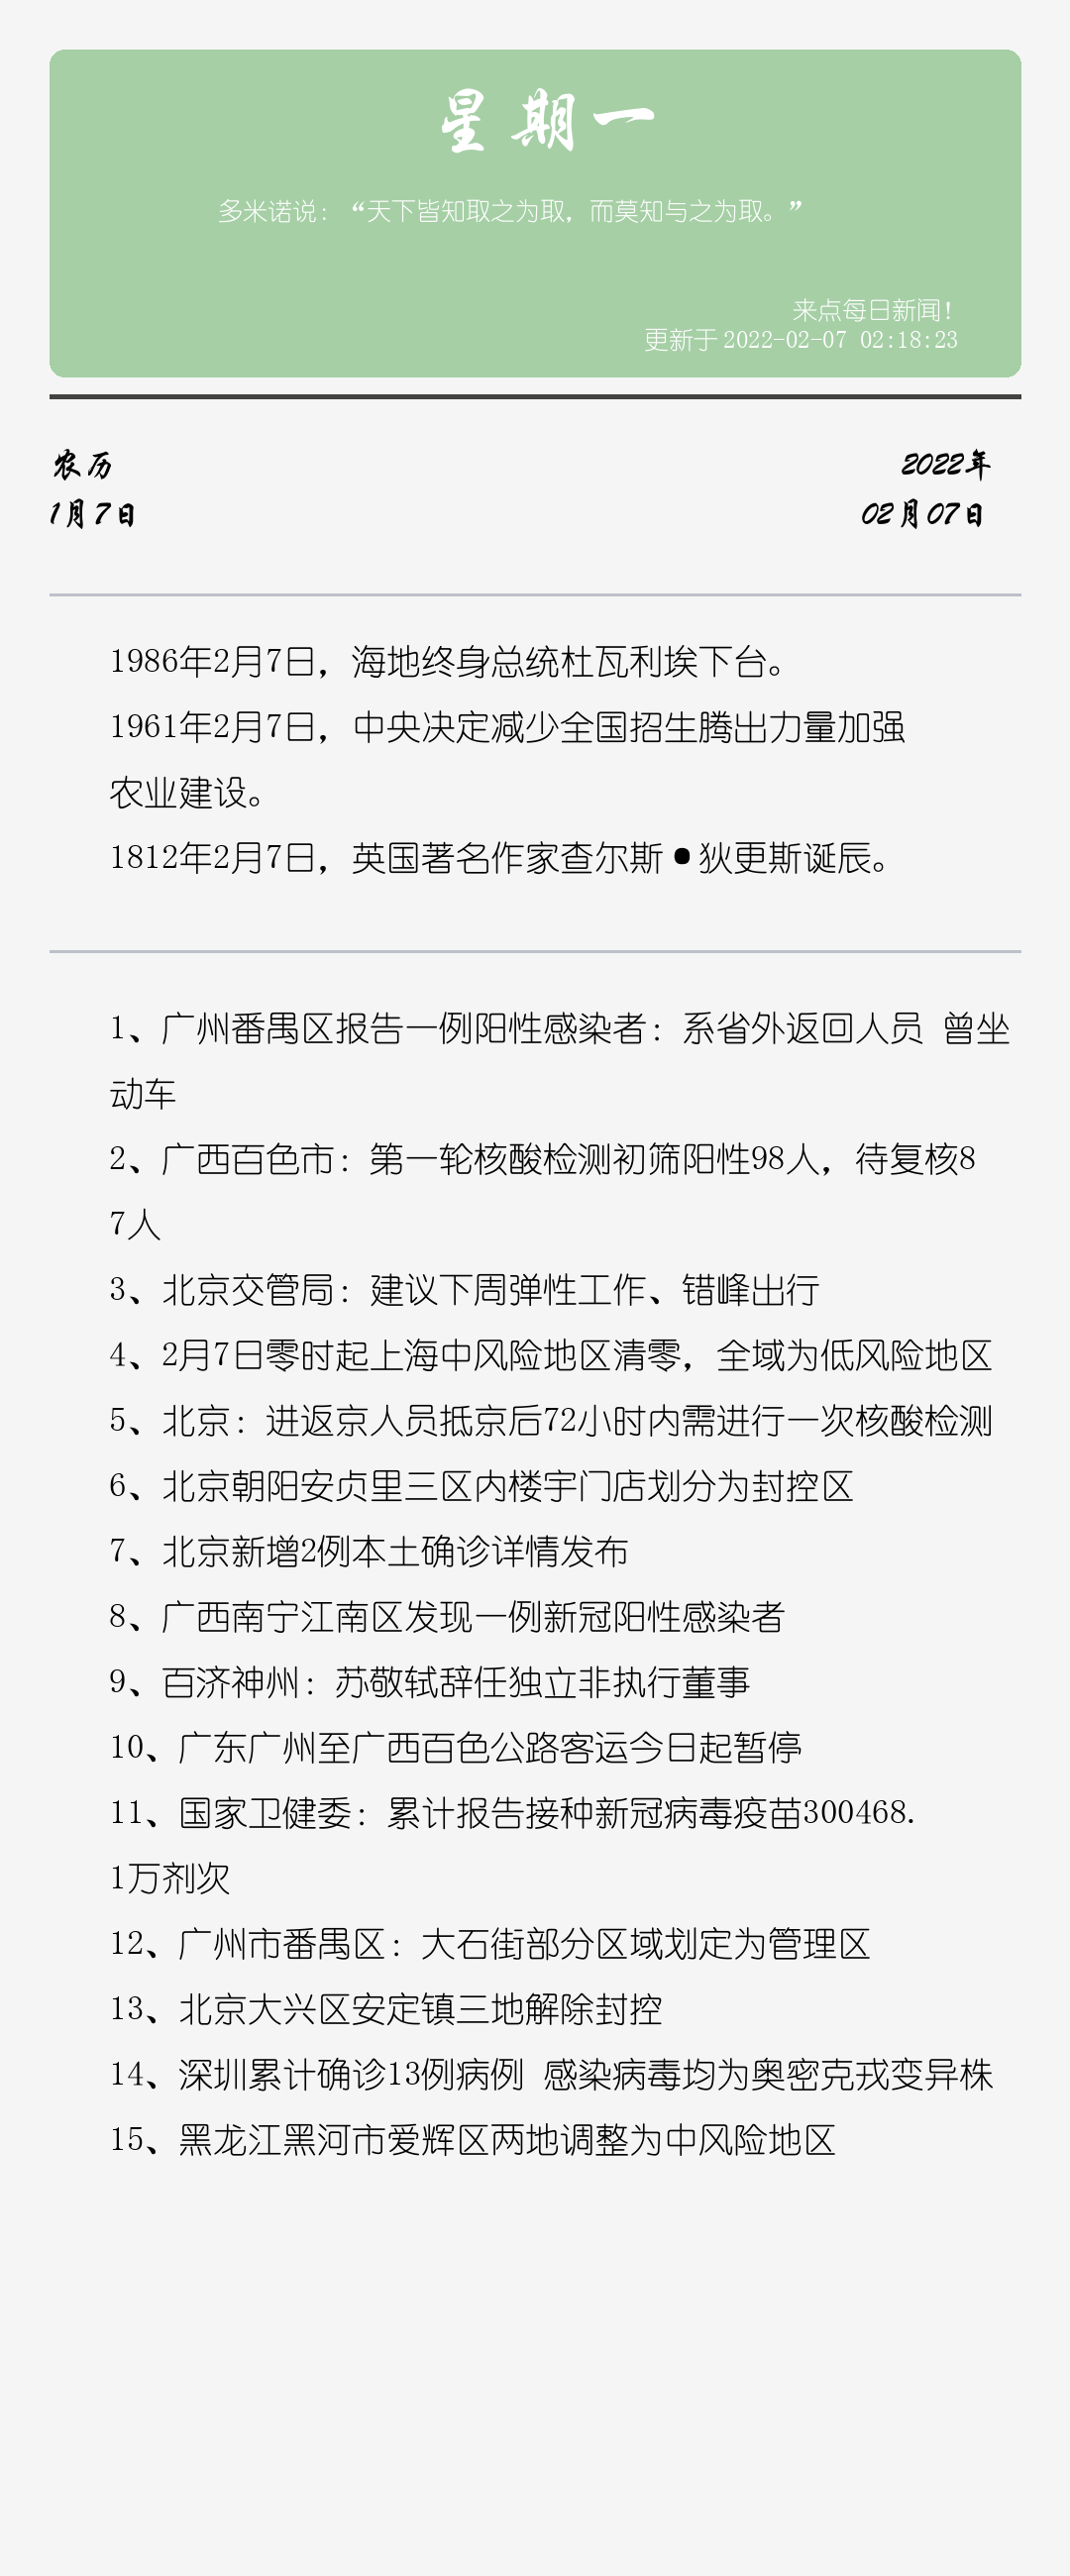 星期一
多米诺说：“天下皆知取之为取，而莫知与之为取。”
来点每日新闻！
更新于2022-02-07 02:18:23
农历
2022年
1月7日
02月07日
1986年2月7日，海地终身总统杜瓦利埃下台。
1961年2月7日，中央决定减少全国招生腾出力量加强
农业建设。
1812年2月7日，英国著名作家查尔斯●狄更斯诞辰。
1、广州番禺区报告一例阳性感染者：系省外返回人员 曾坐
动车
2、广西百色市：第一轮核酸检测初筛阳性98人，待复核8
7人
3、北京交管局：建议下周弹性工作、错峰出行
4、2月7日零时起上海中风险地区清零，全域为低风险地区
5、北京：进返京人员抵京后72小时内需进行一次核酸检测
6、北京朝阳安贞里三区内楼宇门店划分为封控区
7、北京新增2例本土确诊详情发布
8、广西南宁江南区发现一例新冠阳性感染者
9、百济神州：苏敬轼辞任独立非执行董事
10、广东广州至广西百色公路客运今日起暂停
11、国家卫健委：累计报告接种新冠病毒疫苗300468.
1万剂次
12、广州市番禺区：大石街部分区域划定为管理区
13、北京大兴区安定镇三地解除封控
14、深圳累计确诊13例病例 感染病毒均为奥密克戎变异株
15、黑龙江黑河市爱辉区两地调整为中风险地区